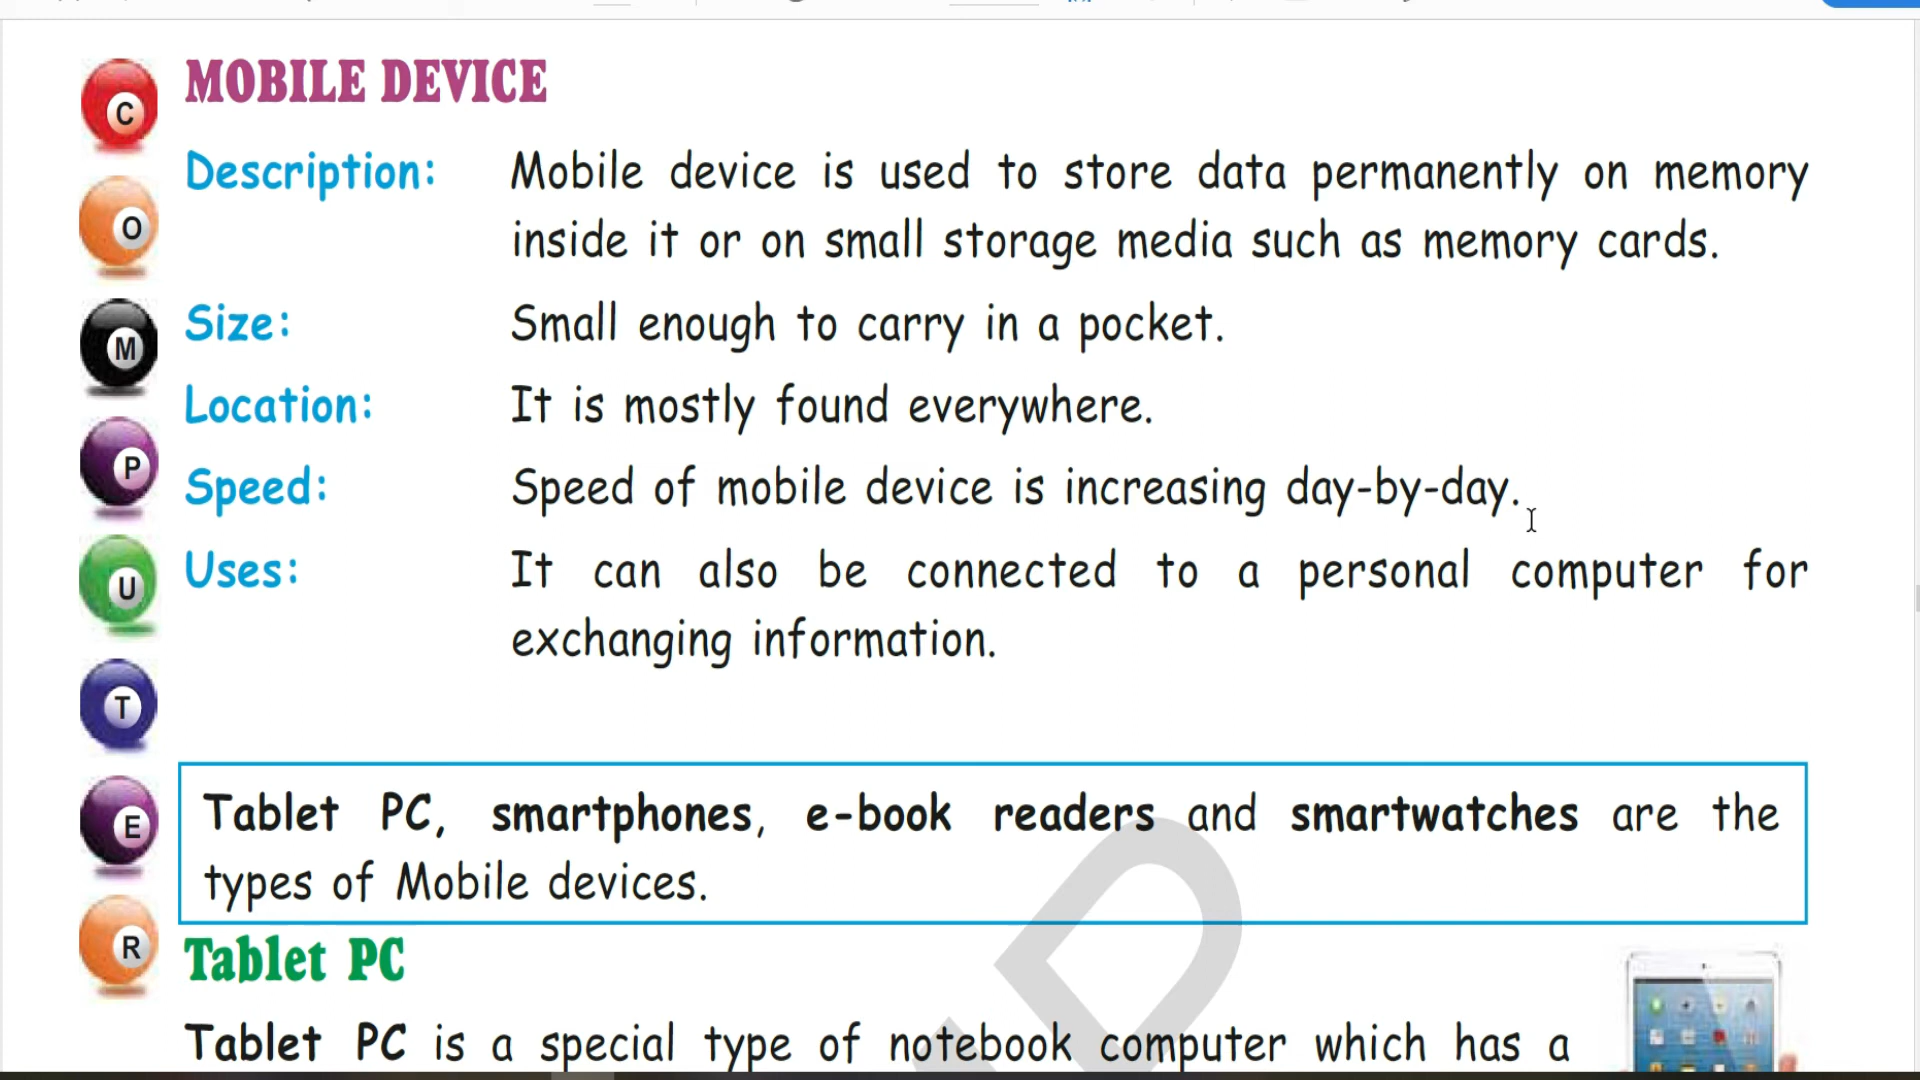 MOBILE DEVICE
Description: Mobile device is used to store data permanently on memory
inside it or on small storage media such as memory cards.
Size: Small enough to carry in a pocket.
Location: It is mostly found everywhere.
Speed: Speed of mobile device is increasing day-by-day.
Uses: It can also be connected to a personal computer for
exchanging information.
Tablet PC, smartphones, e-book readers and smartwatches are the
types of Mobile devices.
Tablet PC
Tablet PC is a special type of notebook computer which has a
C
O
M
P
U
T
E
R